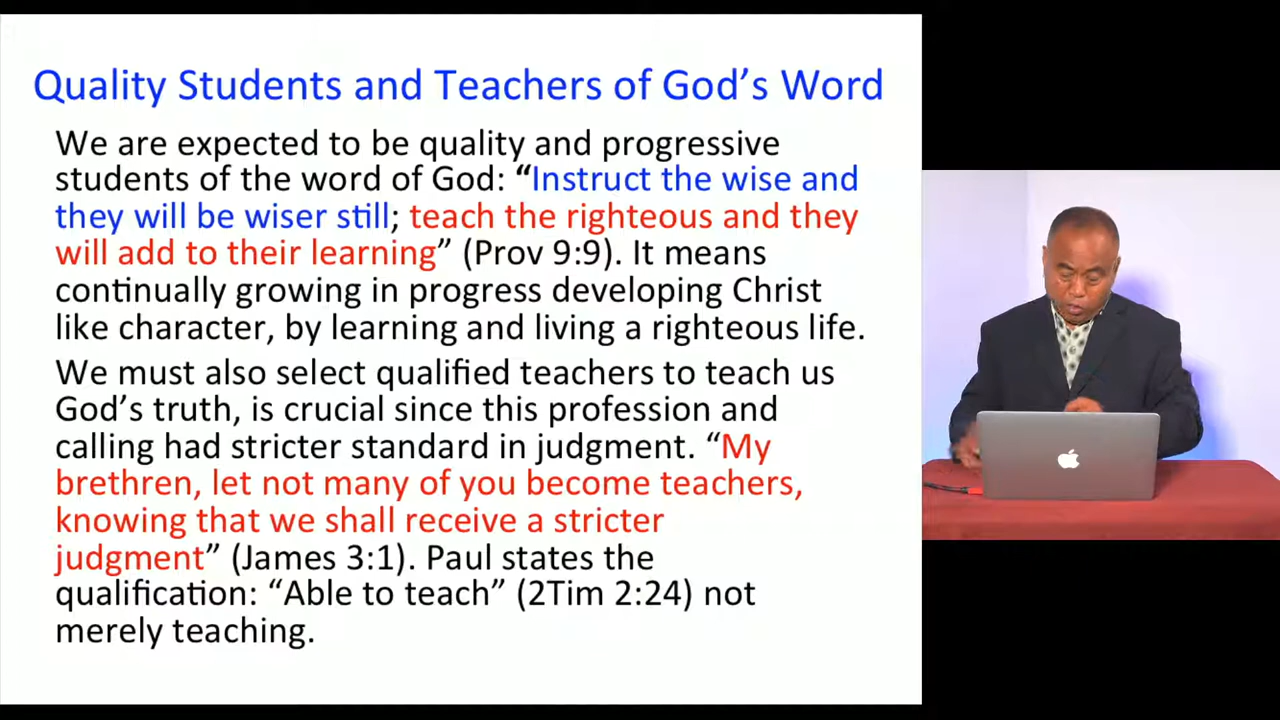 Quality Students and Teachers of God’s Word
We are expected to be quality and progressive
students of the word of God: “Instruct the wise and
they will be wiser still; teach the righteous and they
will add to their learning” (Prov 9:9). It means
continually growing in progress developing Christ
like character, by learning and living a righteous life.
We must also select qualified teachers to teach us
God’s truth, is crucial since this profession and
calling had stricter standard in judgment. “My
brethren, let not many of you become teachers,
knowing that we shall receive a stricter
judgment” (James 3:1). Paul states the
qualification: “Able to teach” (2Tim 2:24) not
merely teaching.